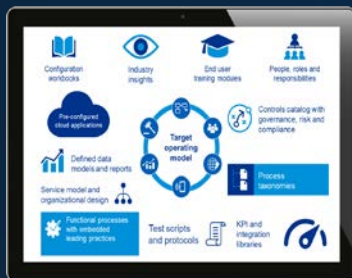 Configuration
workbooks
Industry
insights
End user
training modules
People, roles and
responsibilities
Pre-configured
cloud applications
Target
operating
model
Controls catalog with
governance, risk and
compliance
Defined data
models and reports
Process
taxonomies
Service model and
organizational design
Functional processes
with embedded
leading practices
Test scripts
and protocols
KPI and
integration
libraries